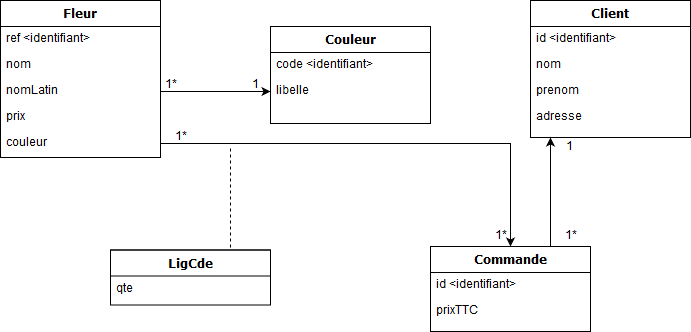 Fleur
ref <identifiant>
nom
nomLatin
prix
couleur
1*
1
Couleur
code <identifiant>
libelle
Client
id <identifiant>
nom
prenom
adresse
1*
1
1*
1*
LigCde
qte
Commande
id <identifiant>
prixTTC